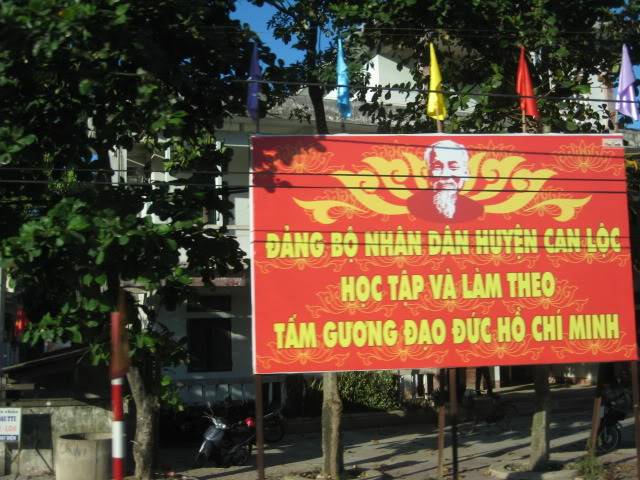 ĐẢNG BỘ NHÂN DÂN HUYỆN CAN LỘC
HỌC TẬP VÀ LÀM THEO
TẤM GƯƠNG ĐẠO ĐỨC HỒ CHÍ MINH